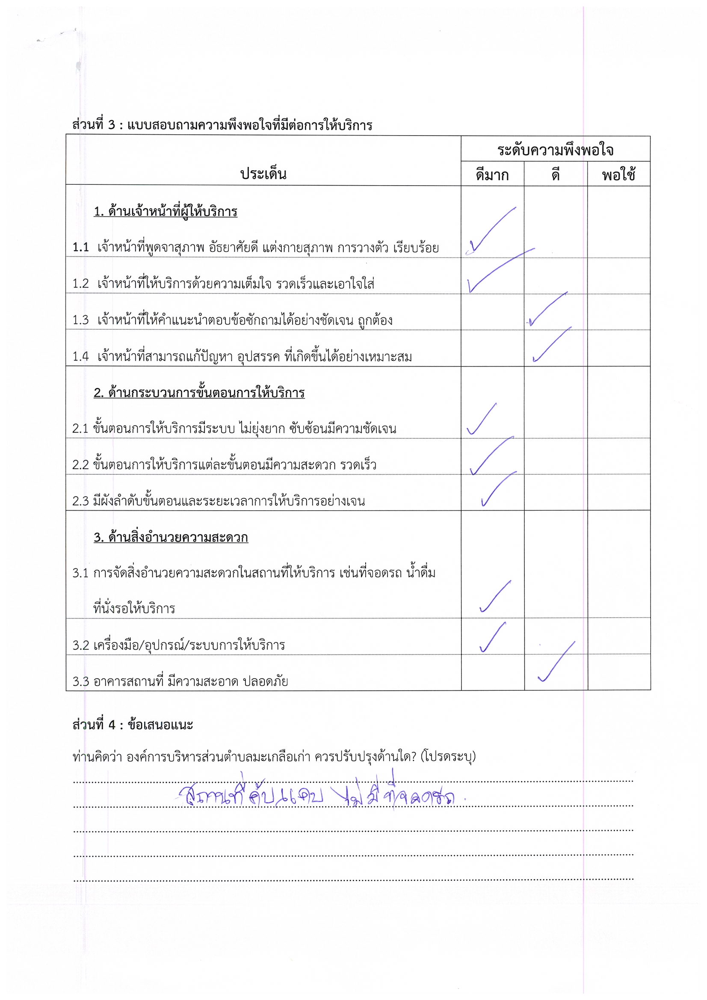 ส่วนที่ 3 : แบบสอบถามความพึงพอใจที่มีต่อการให้บริการ
ระดับความพึงพอใจ
ประเด็น ดีมาก ดี พอใช้
1. ด้านเจ้าหน้าที่ผู้ให้บริการ
1.1 เจ้าหน้าที่พูดจาสุภาพ อัธยาศัยดี แต่งกายสุภาพ การวางตัว เรียบร้อย
1.2 เจ้าหน้าที่ให้บริการด้วยความเต็มใจ รวดเร็วและเอาใจใส่
1.3 เจ้าหน้าที่ให้คำแนะนำตอบข้อซักถามได้อย่างชัดเจน ถูกต้อง
1.4 เจ้าหน้าที่สามารถแก้ปัญหา อุปสรรค ที่เกิดขึ้นได้อย่างเหมาะสม
2. ด้านกระบวนการขั้นตอนการให้บริการ
2.1 ขั้นตอนการให้บริการมีระบบ ไม่ยุ่งยาก ซับซ้อนมีความชัดเจน
2.2 ขั้นตอนการให้บริการแต่ละขั้นตอนมีความสะดวก รวดเร็ว
2.3 มีผังลำดับขั้นตอนและระยะเวลาการให้บริการอย่างเจน
3. ด้านสิ่งอำนวยความสะดวก
3.1 การจัดสิ่งอำนวยความสะดวกในสถานที่ให้บริการ เช่นที่จอดรถ น้ำดื่ม
ที่นั่งรอให้บริการ
3.2 เครื่องมือ/อุปกรณ์/ระบบการให้บริการ
3.3 อาคารสถานที่ มีความสะอาด ปลอดภัย
ส่วนที่ 4 : ข้อเสนอแนะ
ท่านคิดว่า องค์การบริหารส่วนตำบลมะเกลือเก่า ควรปรับปรุงด้านใด? (โปรดระบุ)
สถานที่คับแคบ ไม่มีที่จอดรถ.